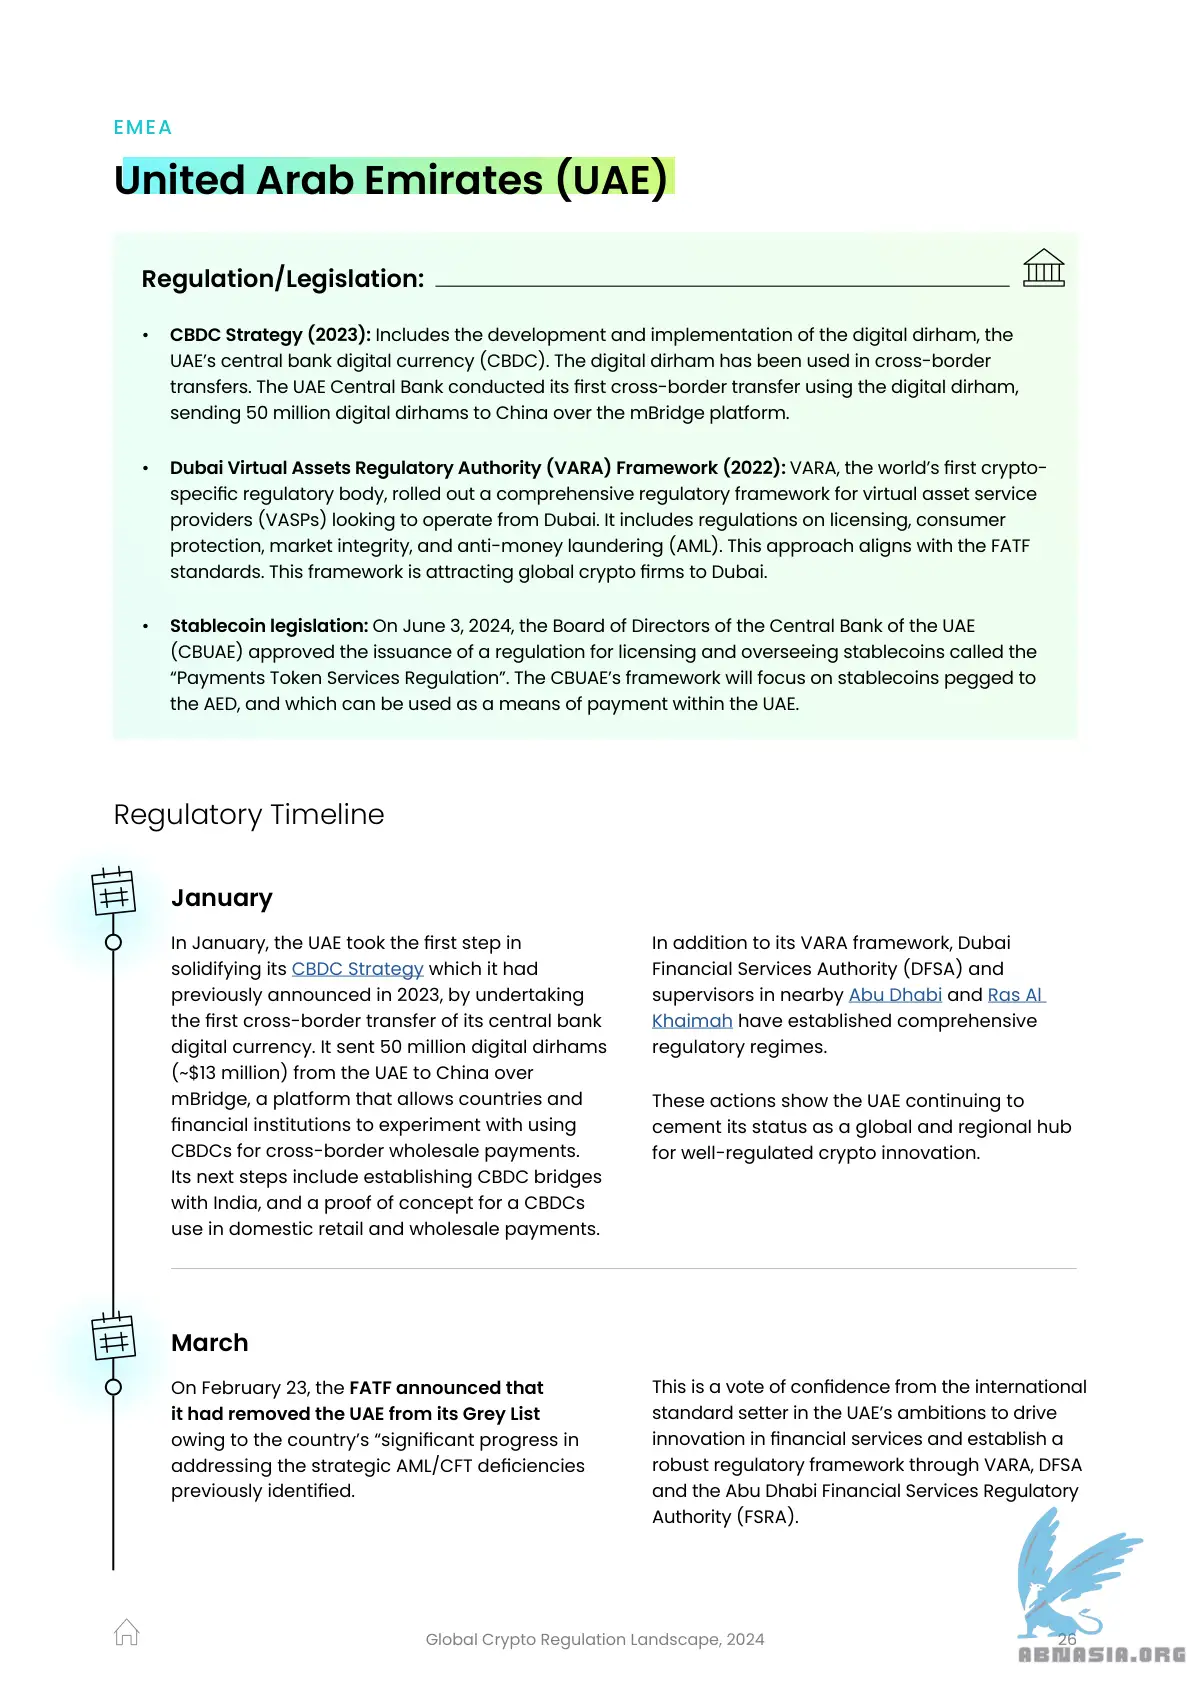 EMEA
United Arab Emirates (UAE)
Regulation/Legislation:
• CBDC Strategy (2023): Includes the development and implementation of the digital dirham, the
UAE’s central bank digital currency (CBDC). The digital dirham has been used in cross-border
transfers. The UAE Central Bank conducted its first cross-border transfer using the digital dirham,
sending 50 million digital dirhams to China over the mBridge platform.
• Dubai Virtual Assets Regulatory Authority (VARA) Framework (2022): VARA, the world’s first crypto-
specific regulatory body, rolled out a comprehensive regulatory framework for virtual asset service
providers (VASPs) looking to operate from Dubai. It includes regulations on licensing, consumer
protection, market integrity, and anti-money laundering (AML). This approach aligns with the FATF
standards. This framework is attracting global crypto firms to Dubai.
• Stablecoin legislation: On June 3, 2024, the Board of Directors of the Central Bank of the UAE
(CBUAE) approved the issuance of a regulation for licensing and overseeing stablecoins called the
“Payments Token Services Regulation”. The CBUAE’s framework will focus on stablecoins pegged to
the AED, and which can be used as a means of payment within the UAE.
Regulatory Timeline
January
In January, the UAE took the first step in
solidifying its CBDC Strategy which it had
previously announced in 2023, by undertaking
the first cross-border transfer of its central bank
digital currency. It sent 50 million digital dirhams
(~$13 million) from the UAE to China over
mBridge, a platform that allows countries and
financial institutions to experiment with using
CBDCs for cross-border wholesale payments.
Its next steps include establishing CBDC bridges
with India, and a proof of concept for a CBDCs
use in domestic retail and wholesale payments.
In addition to its VARA framework, Dubai
Financial Services Authority (DFSA) and
supervisors in nearby Abu Dhabi and Ras Al
Khaimah have established comprehensive
regulatory regimes.
These actions show the UAE continuing to
cement its status as a global and regional hub
for well-regulated crypto innovation.
March
On February 23, the FATF announced that
it had removed the UAE from its Grey List
owing to the country’s “significant progress in
addressing the strategic AML/CFT deficiencies
previously identified.
This is a vote of confidence from the international
standard setter in the UAE’s ambitions to drive
innovation in financial services and establish a
robust regulatory framework through VARA, DFSA
and the Abu Dhabi Financial Services Regulatory
Authority (FSRA).
Global Crypto Regulation Landscape, 2024
26
ABNASIA.ORG